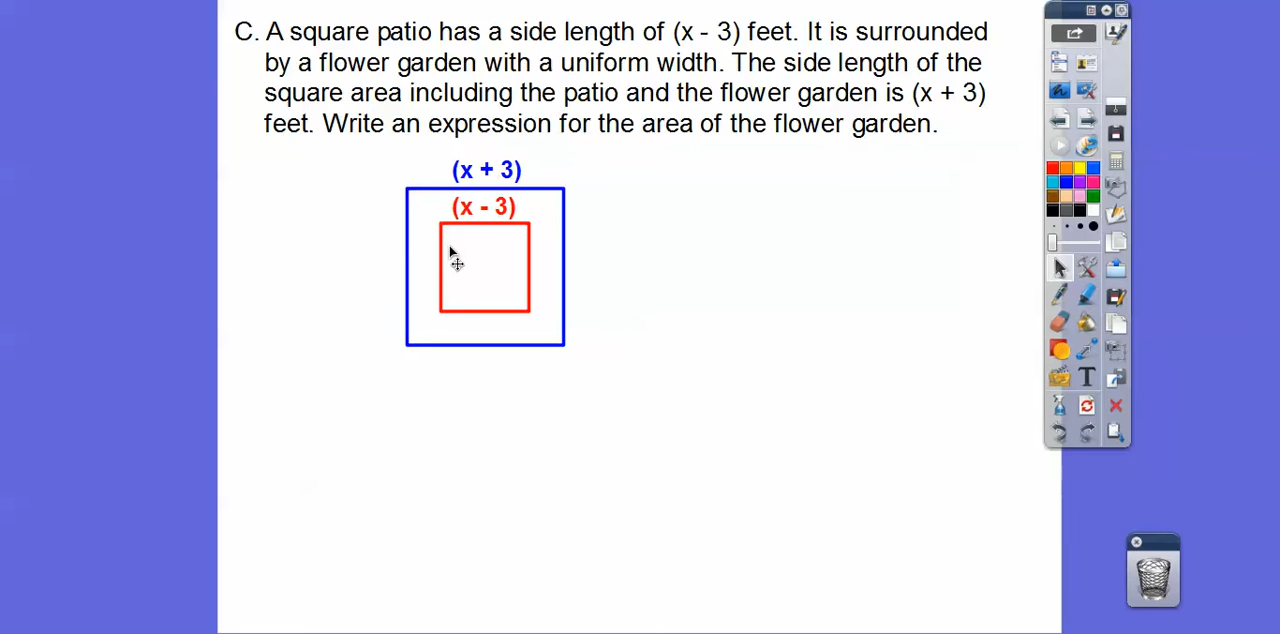 C. A square patio has a side length of (x - 3) feet. It is surrounded
by a flower garden with a uniform width. The side length of the
square area including the patio and the flower garden is (x + 3)
feet. Write an expression for the area of the flower garden.
(x + 3)
(x - 3)
T